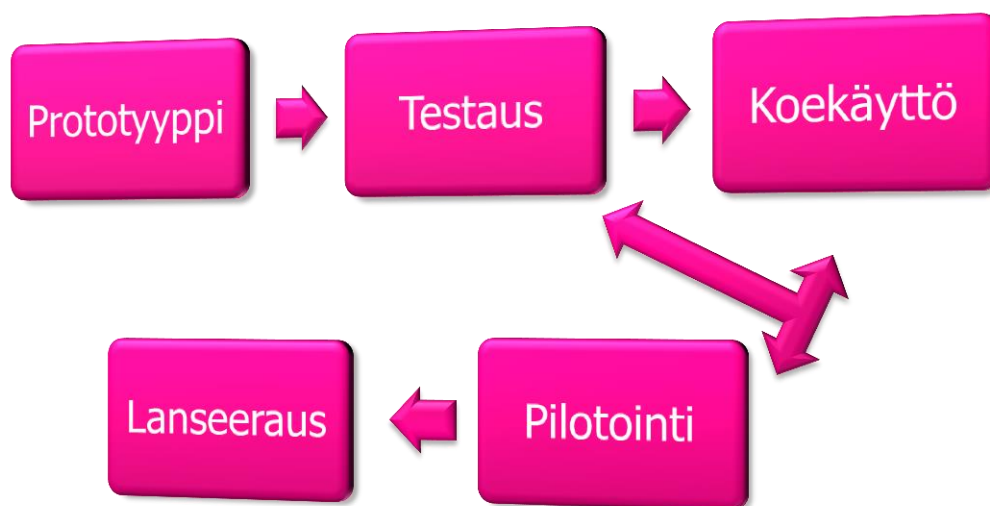 Prototyyppi
Testaus
Koekäyttö
Pilotointi
Lanseeraus